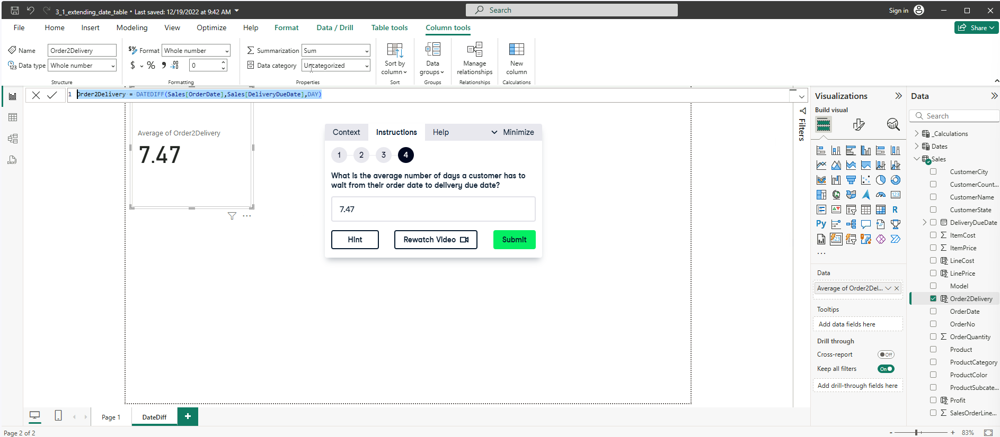 3_1_extending_date_table • Last saved: 12/19/2022 at 9:42 AM
Search
Sign in
File
Home
Insert
Modeling
View
Optimize
Help
Format
Data / Drill
Table tools
Column tools
Share
Name
Order2Delivery
Data type
Whole number
Structure
Format
Whole number
$
%
0
Formatting
Summarization
Sum
Data category
Uncategorized
Properties
Sort by
column
Sort
Data
groups
Groups
Manage
relationships
Relationships
New
column
Calculations
1 Order2Delivery = DATEDIFF(Sales[OrderDate],Sales[DeliveryDueDate],DAY)
Average of Order2Delivery
7.47
Context
Instructions
Help
Minimize
1
2
3
4
What is the average number of days a customer has to
wait from their order date to delivery due date?
7.47
Hint
Rewatch Video
Submit
Filters
Visualizations
Build visual
123
R
Py
123
...
Data
Average of Order2Del...
Tooltips
Add data fields here
Drill through
Cross-report
Off
Keep all filters
On
Add drill-through fields here
Data
Search
_Calculations
Dates
Sales
CustomerCity
CustomerCount...
CustomerName
CustomerState
DeliveryDueDate
ItemCost
ItemPrice
LineCost
LinePrice
Model
Order2Delivery
OrderDate
OrderNo
OrderQuantity
Product
ProductCategory
ProductColor
ProductSubcate...
Profit
SalesOrderLine...
DAX
Page 1
DateDiff
+
Page 2 of 2
-
+
83%